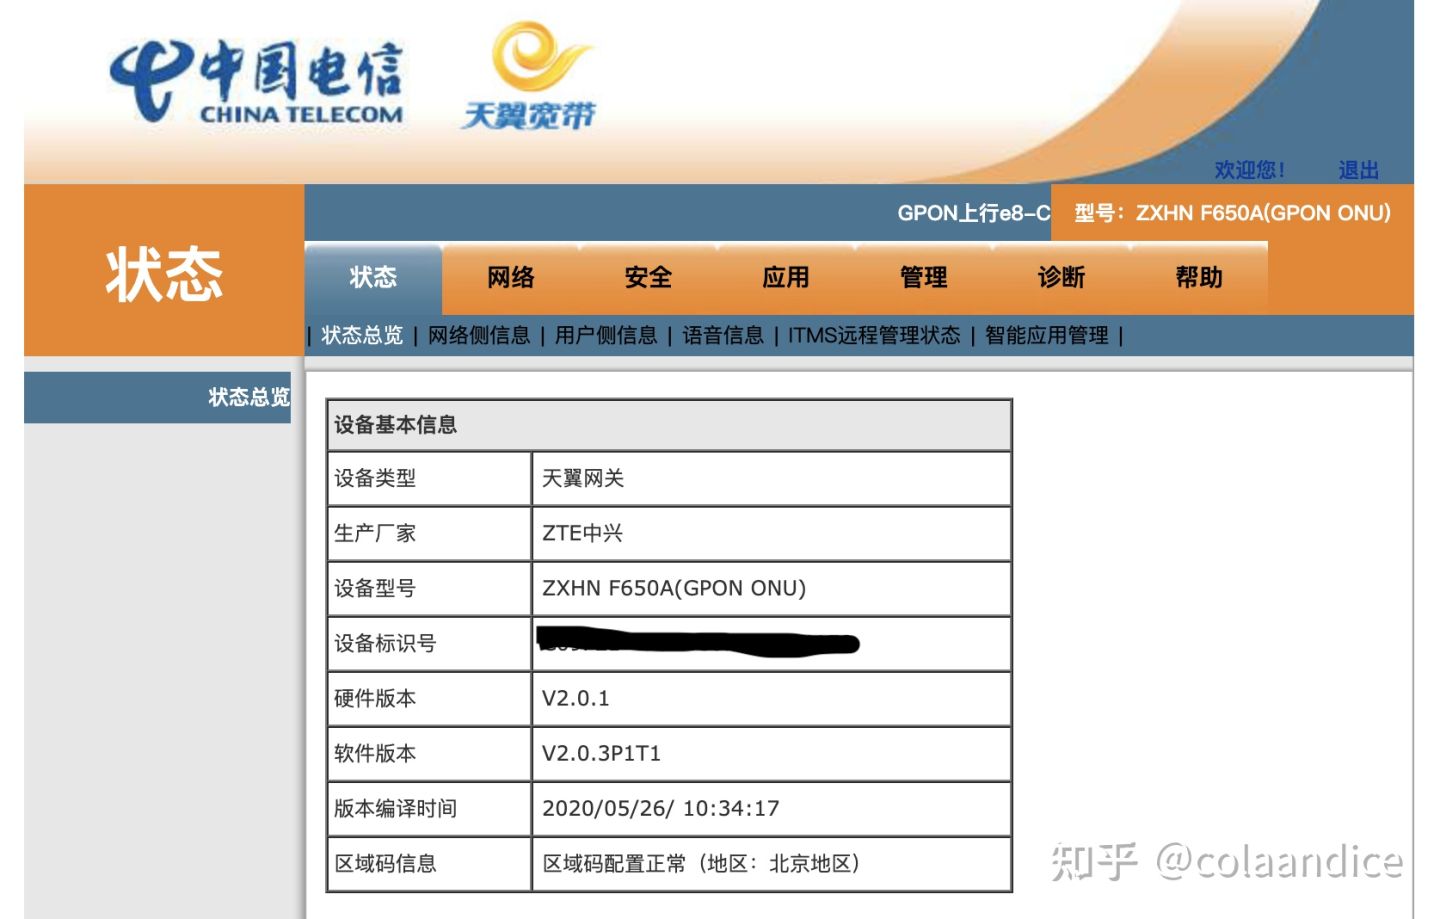 中国电信
CHINA TELECOM
天翼宽带
欢迎您！ 退出
GPON上行e8-C 型号：ZXHN F650A(GPON ONU)
状态
状态 网络 安全 应用 管理 诊断 帮助
| 状态总览 | 网络侧信息 | 用户侧信息 | 语音信息 | ITMS远程管理状态 | 智能应用管理 |
状态总览
设备基本信息
设备类型 天翼网关
生产厂家 ZTE中兴
设备型号 ZXHN F650A(GPON ONU)
设备标识号
硬件版本 V2.0.1
软件版本 V2.0.3P1T1
版本编译时间 2020/05/26/ 10:34:17
区域码信息 区域码配置正常（地区：北京地区）
知乎 @colaandice